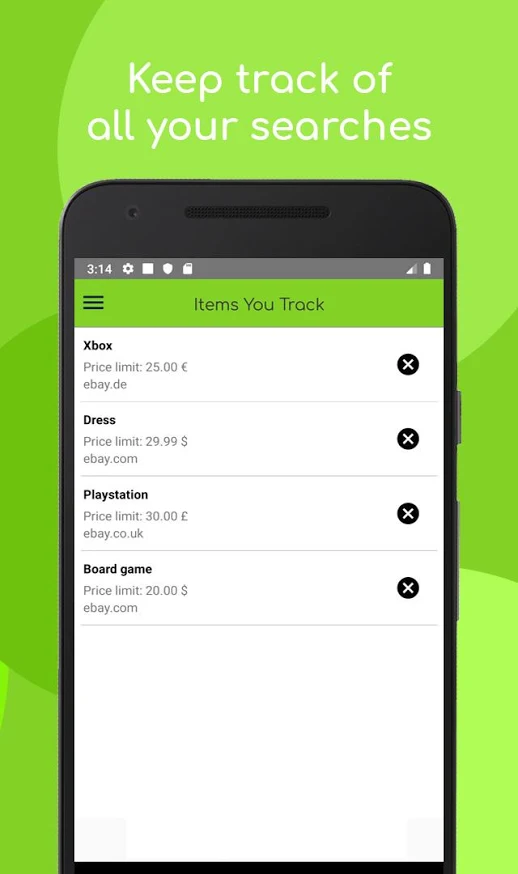 Keep track of
all your searches
3:14
Items You Track
Xbox
Price limit: 25.00 €
ebay.de
Dress
Price limit: 29.99 $
ebay.com
Playstation
Price limit: 30.00 £
ebay.co.uk
Board game
Price limit: 20.00 $
ebay.com